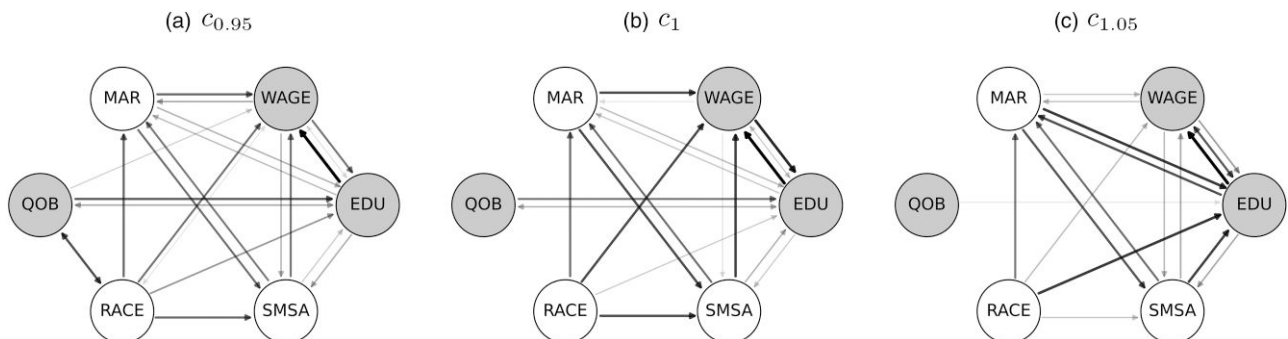 (a) c0.95 (b) c1 (c) c1.05
MAR WAGE MAR WAGE MAR WAGE
QOB EDU QOB EDU QOB EDU
RACE SMSA RACE SMSA RACE SMSA